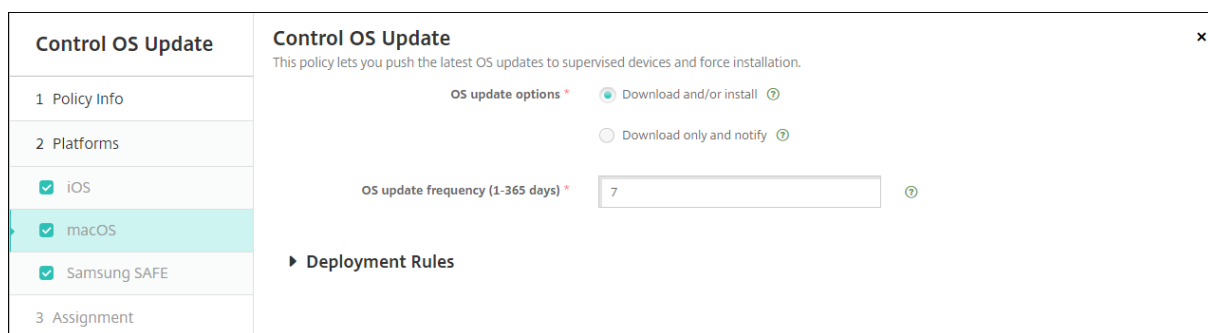 Control OS Update
1 Policy Info
2 Platforms
iOS
macOS
Samsung SAFE
3 Assignment
Control OS Update
This policy lets you push the latest OS updates to supervised devices and force installation.
OS update options * Download and/or install
Download only and notify
OS update frequency (1-365 days) * 7
Deployment Rules